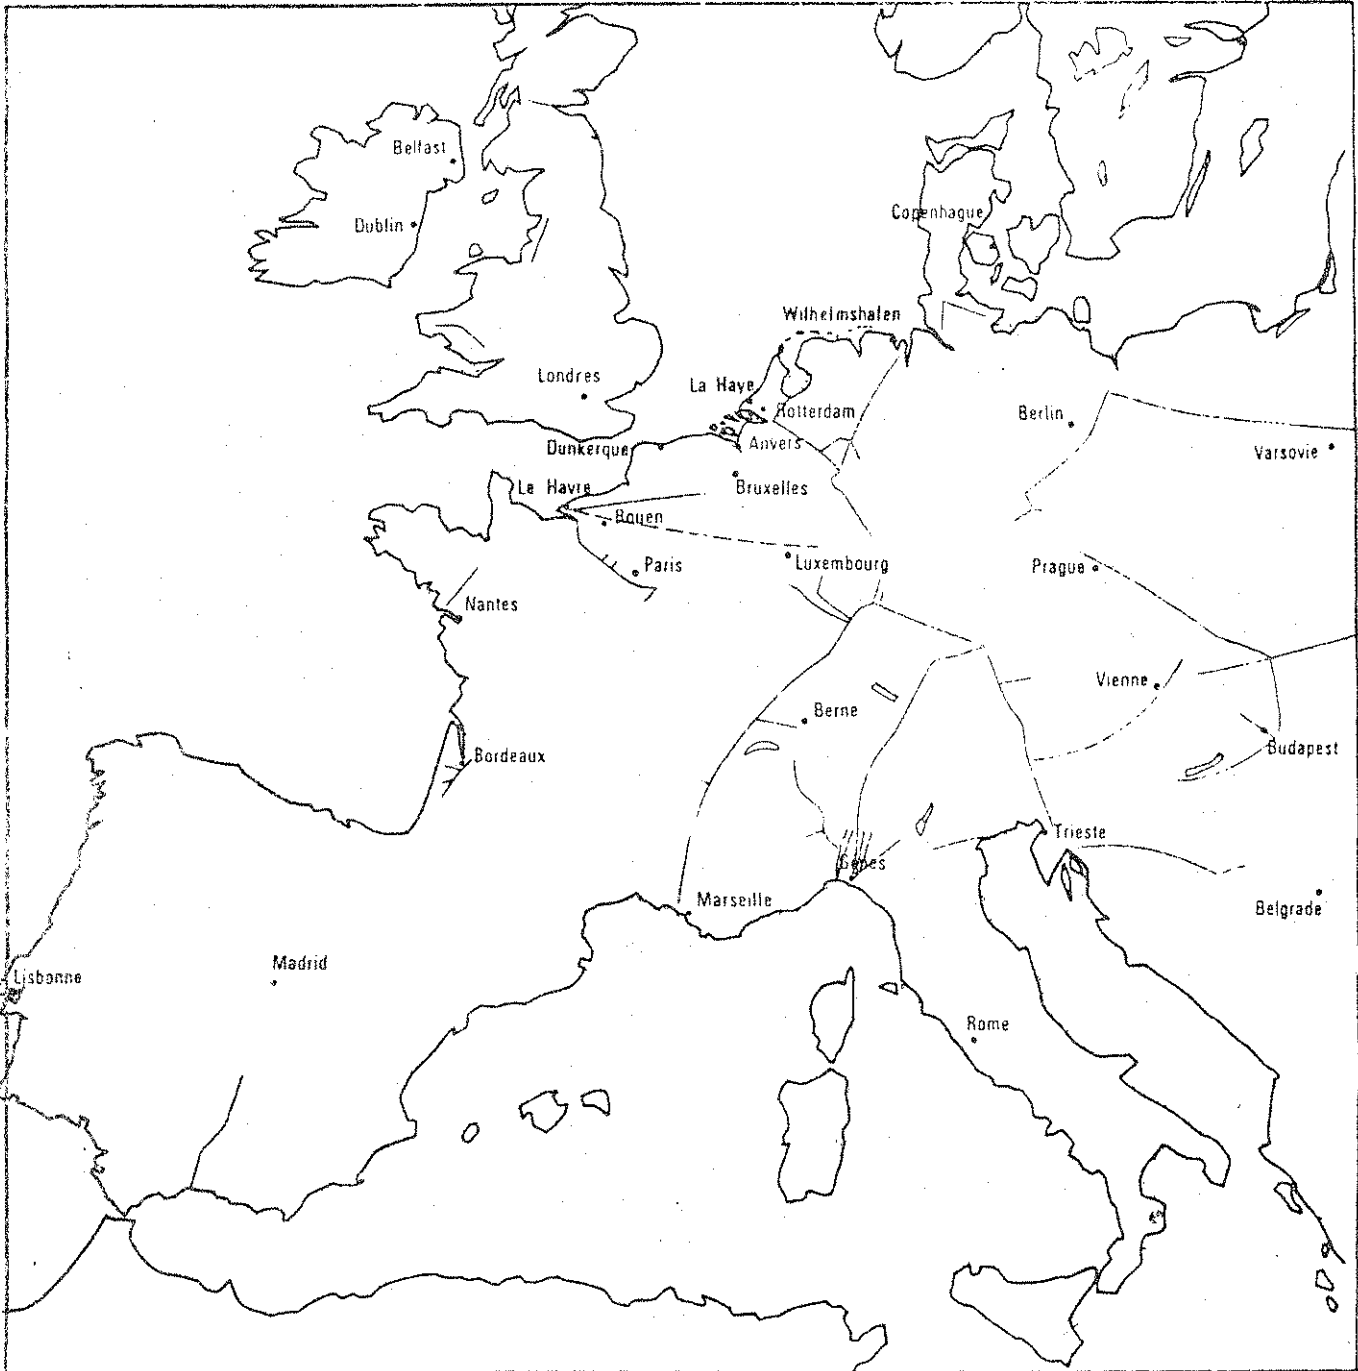 Belfast
Dublin
Copenhague
Wilhelmshalen
Londres
La Haye
Rotterdam
Berlin
Dunkerque
Anvers
Varsovie
Le Havre
Bruxelles
Rouen
Paris
Luxembourg
Prague
Nantes
Vienne
Berne
Bordeaux
Budapest
Trieste
Gênes
Marseille
Belgrade
Lisbonne
Madrid
Rome